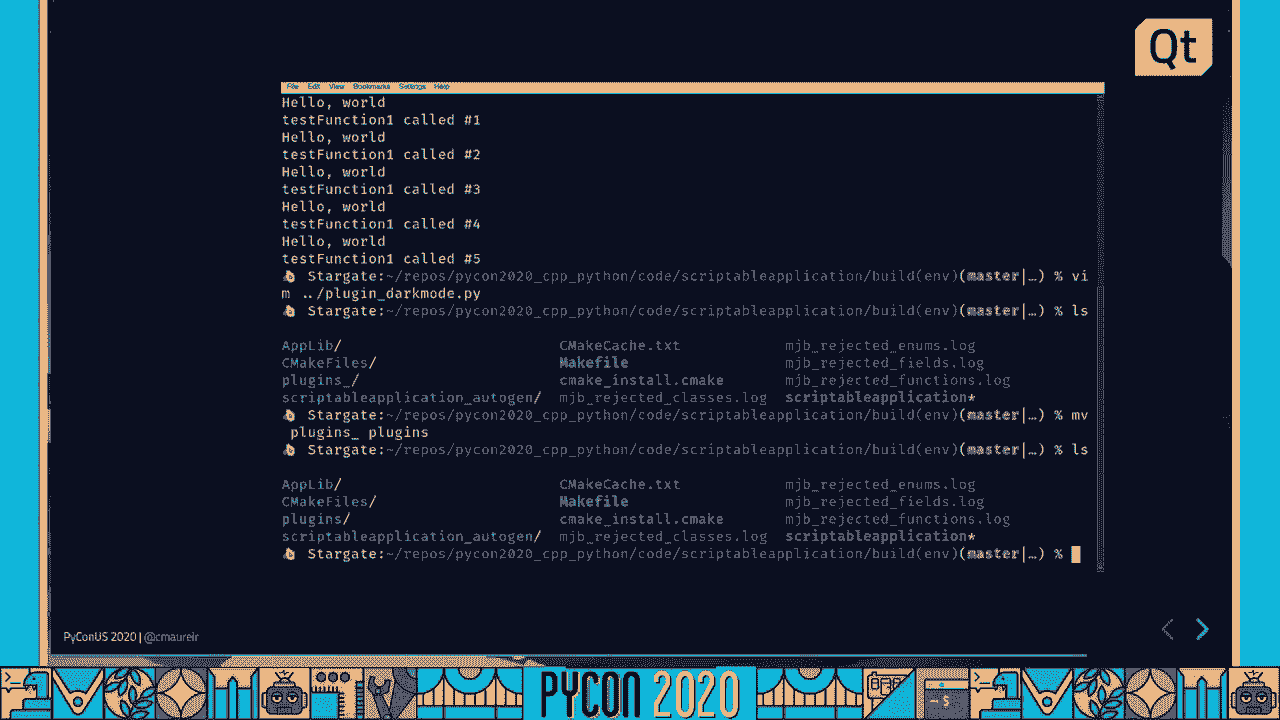 Qt
File Edit View Bookmarks Settings Help
Hello, world
testFunction1 called #1
Hello, world
testFunction1 called #2
Hello, world
testFunction1 called #3
Hello, world
testFunction1 called #4
Hello, world
testFunction1 called #5
Stargate:~/repos/pycon2020_cpp_python/code/scriptableapplication/build(env)(master|…) % vi
m ../plugin_darkmode.py
Stargate:~/repos/pycon2020_cpp_python/code/scriptableapplication/build(env)(master|…) % ls
AppLib/ CMakeCache.txt mjb_rejected_enums.log
CMakeFiles/ Makefile mjb_rejected_fields.log
plugins_/ cmake_install.cmake mjb_rejected_functions.log
scriptableapplication_autogen/ mjb_rejected_classes.log scriptableapplication*
Stargate:~/repos/pycon2020_cpp_python/code/scriptableapplication/build(env)(master|…) % mv
plugins_ plugins
Stargate:~/repos/pycon2020_cpp_python/code/scriptableapplication/build(env)(master|…) % ls
AppLib/ CMakeCache.txt mjb_rejected_enums.log
CMakeFiles/ Makefile mjb_rejected_fields.log
plugins/ cmake_install.cmake mjb_rejected_functions.log
scriptableapplication_autogen/ mjb_rejected_classes.log scriptableapplication*
Stargate:~/repos/pycon2020_cpp_python/code/scriptableapplication/build(env)(master|…) %
PyConUS 2020 | @cmaureir
PYCON 2020
~ $